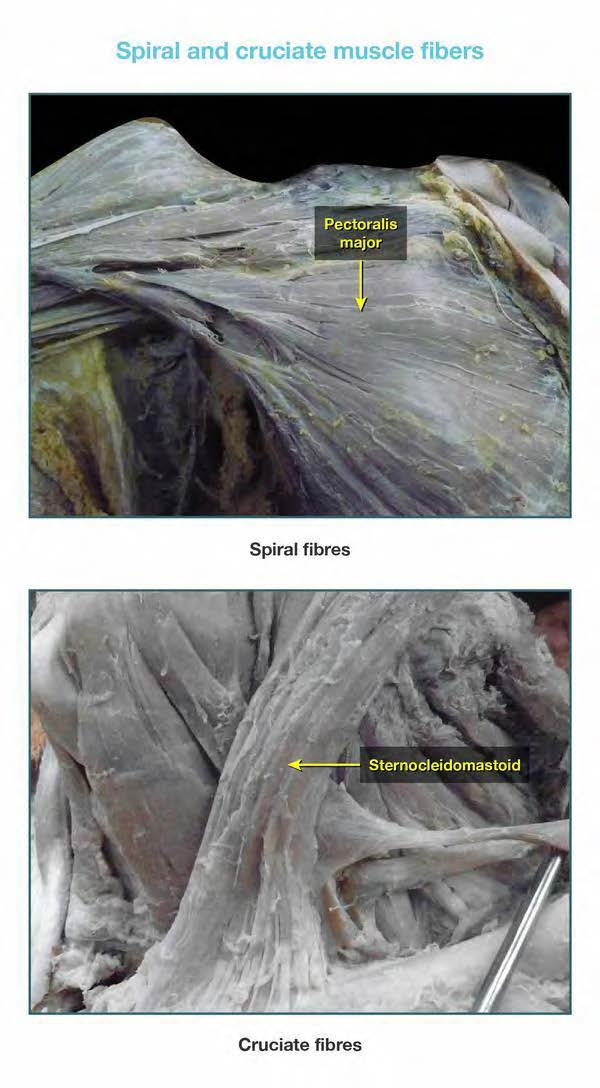 Spiral and cruciate muscle fibers
Pectoralis
major
Spiral fibres
Sternocleidomastoid
Cruciate fibres